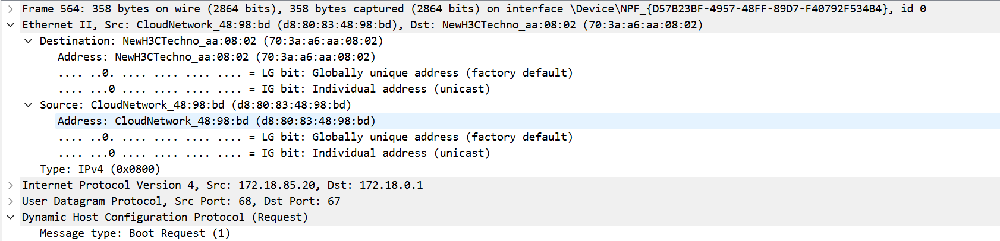 Frame 564: 358 bytes on wire (2864 bits), 358 bytes captured (2864 bits) on interface \Device\NPF_{D57B23BF-4957-48FF-89D7-F40792F534B4}, id 0
Ethernet II, Src: CloudNetwork_48:98:bd (d8:80:83:48:98:bd), Dst: NewH3CTechno_aa:08:02 (70:3a:a6:aa:08:02)
Destination: NewH3CTechno_aa:08:02 (70:3a:a6:aa:08:02)
Address: NewH3CTechno_aa:08:02 (70:3a:a6:aa:08:02)
.... ..0. .... .... .... .... = LG bit: Globally unique address (factory default)
.... ...0 .... .... .... .... = IG bit: Individual address (unicast)
Source: CloudNetwork_48:98:bd (d8:80:83:48:98:bd)
Address: CloudNetwork_48:98:bd (d8:80:83:48:98:bd)
.... ..0. .... .... .... .... = LG bit: Globally unique address (factory default)
.... ...0 .... .... .... .... = IG bit: Individual address (unicast)
Type: IPv4 (0x0800)
Internet Protocol Version 4, Src: 172.18.85.20, Dst: 172.18.0.1
User Datagram Protocol, Src Port: 68, Dst Port: 67
Dynamic Host Configuration Protocol (Request)
Message type: Boot Request (1)